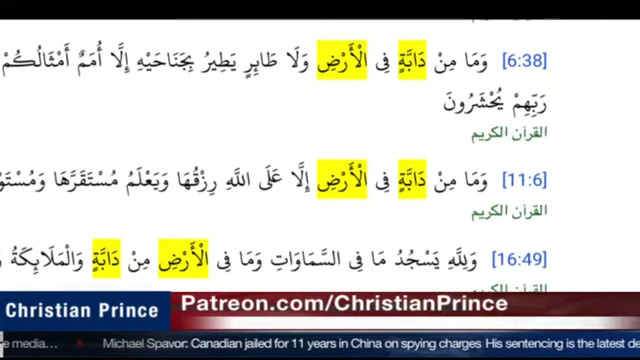 [6:38] وَمَا مِنْ دَابَّةٍ فِى الْأَرْضِ وَلَا طَائِرٍ يَطِيرُ بِجَنَاحَيْهِ إِلَّا أُمَمٌ أَمْثَالُكُمْ
رَبِّهِمْ يُحْشَرُونَ
القرآن الكريم
[11:6] وَمَا مِنْ دَابَّةٍ فِى الْأَرْضِ إِلَّا عَلَى اللَّهِ رِزْقُهَا وَيَعْلَمُ مُسْتَقَرَّهَا
القرآن الكريم
[16:49] وَلِلَّهِ يَسْجُدُ مَا فِى السَّمَاوَاتِ وَمَا فِى الْأَرْضِ مِنْ دَابَّةٍ وَالْمَلَائِكَةُ
Christian Prince
Patreon.com/ChristianPrince
media... Michael Spavor: Canadian jailed for 11 years in China on spying charges His sentencing is the latest